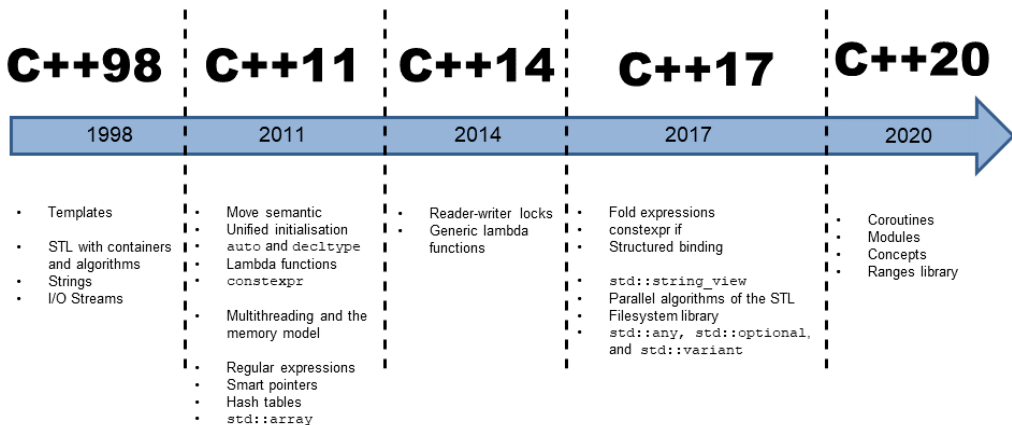 C++98
C++11
C++14
C++17
C++20
1998
2011
2014
2017
2020
Templates
STL with containers
and algorithms
Strings
I/O Streams
Move semantic
Unified initialisation
auto and decltype
Lambda functions
constexpr
Multithreading and the
memory model
Regular expressions
Smart pointers
Hash tables
std::array
Reader-writer locks
Generic lambda
functions
Fold expressions
constexpr if
Structured binding
std::string_view
Parallel algorithms of the STL
Filesystem library
std::any, std::optional,
and std::variant
Coroutines
Modules
Concepts
Ranges library